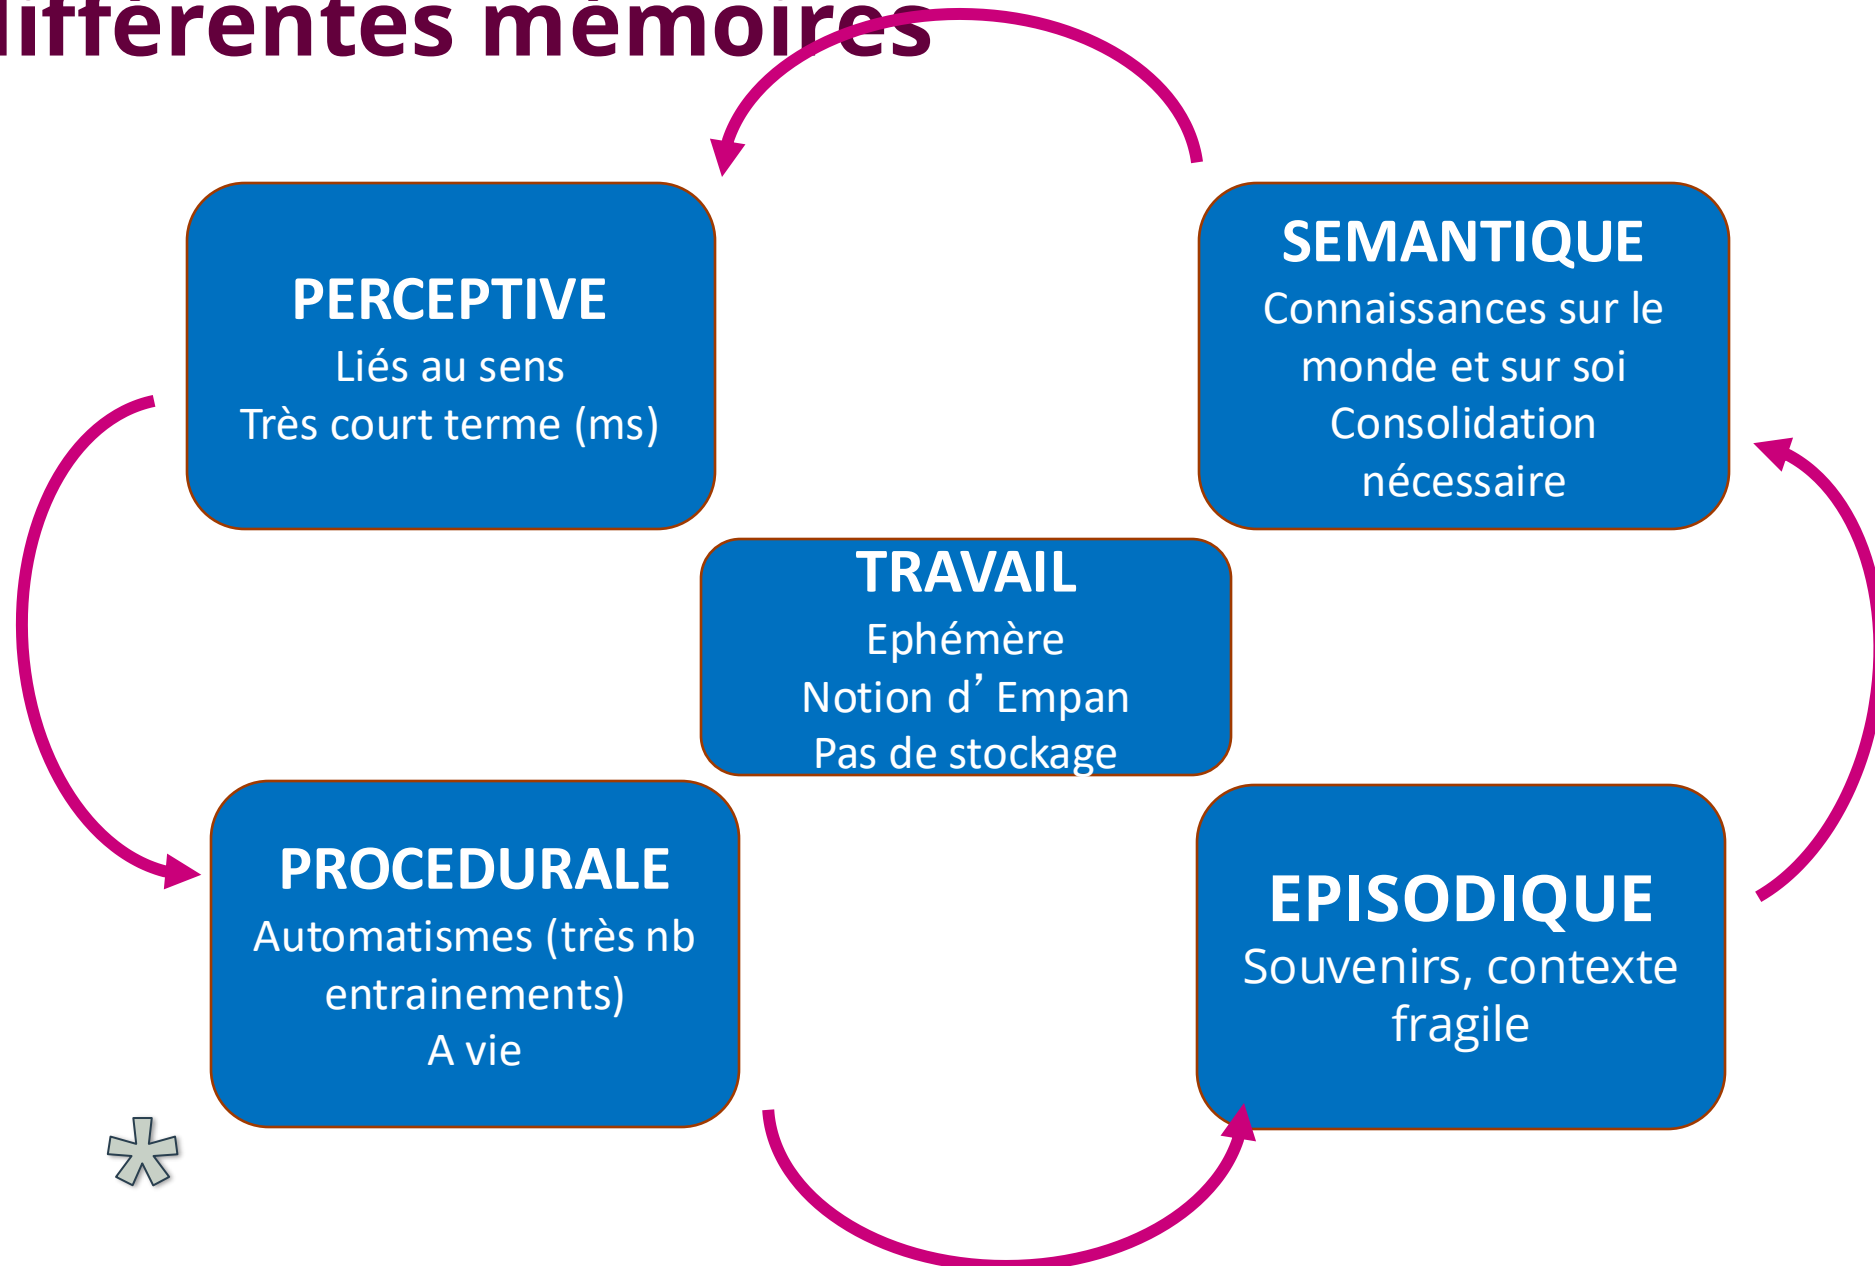 différentes mémoires
PERCEPTIVE
Liés au sens
Très court terme (ms)
SEMANTIQUE
Connaissances sur le
monde et sur soi
Consolidation
nécessaire
TRAVAIL
Ephémère
Notion d’ Empan
Pas de stockage
PROCEDURALE
Automatismes (très nb
entrainements)
A vie
EPISODIQUE
Souvenirs, contexte
fragile
*